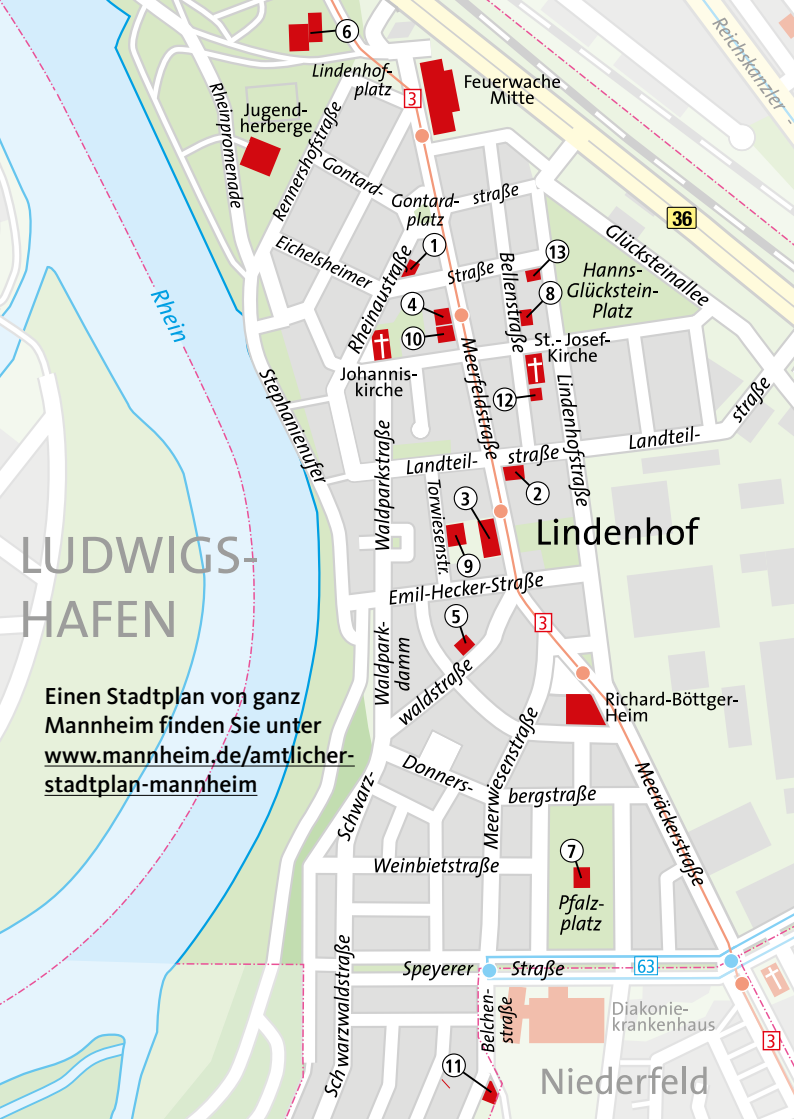 6
Lindenhof-
platz
3
Feuerwache
Mitte
Reichskanzler-
Jugend-
herberge
Rheinpromenade
Rennershofstraße
Gontard-
straße
Gontard-
platz
36
Glücksteinallee
Eichelsheimer
Straße
1
13
Hanns-
Glückstein-
Platz
Rheinaustraße
Bellenstraße
8
4
10
Rhein
St.-Josef-
Kirche
Johannis-
kirche
Meerfeldstraße
12
Lindenhofstraße
Stephanienufer
Landteil-
straße
Landteil-
straße
Waldparkstraße
Torwiesenstr.
3
2
Lindenhof
9
LUDWIGS-
HAFEN
Emil-Hecker-Straße
5
3
Waldpark-
damm
waldstraße
Einen Stadtplan von ganz
Mannheim finden Sie unter
www.mannheim.de/amtlicher-
stadtplan-mannheim
Richard-Böttger-
Heim
Schwarz-
Donners-
bergstraße
Meerwiesenstraße
Meeräckerstraße
7
Weinbietstraße
Pfalz-
platz
Speyerer
Straße
63
Schwarzwaldstraße
Belchen-
straße
Diakonie-
krankenhaus
3
11
Niederfeld